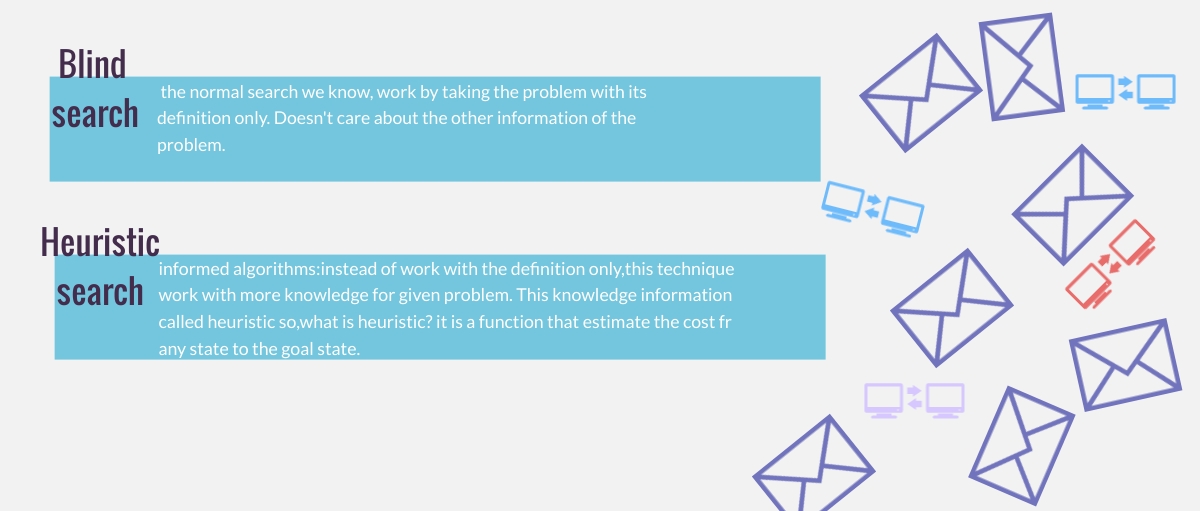 Blind
search
the normal search we know, work by taking the problem with its
definition only. Doesn't care about the other information of the
problem.
Heuristic
search
informed algorithms:instead of work with the definition only,this technique
work with more knowledge for given problem. This knowledge information
called heuristic so,what is heuristic? it is a function that estimate the cost fr
any state to the goal state.